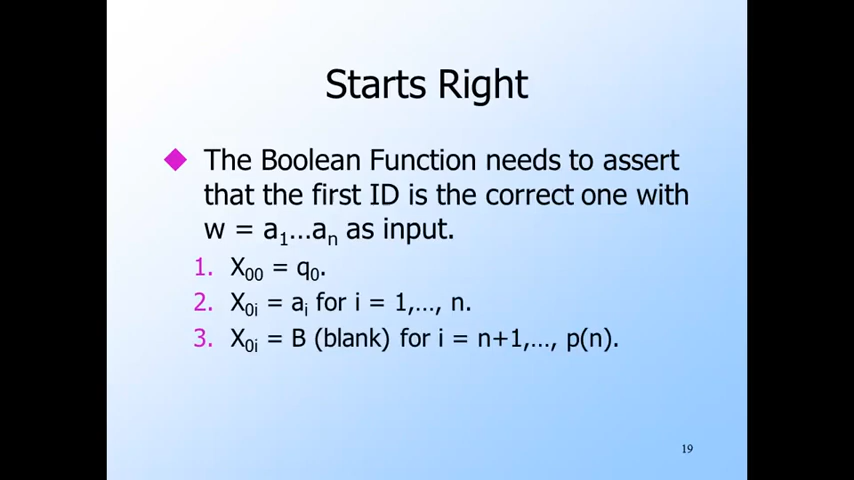 Starts Right
The Boolean Function needs to assert
that the first ID is the correct one with
w = a₁…aₙ as input.
1. X₀₀ = q₀.
2. X₀ᵢ = aᵢ for i = 1,…, n.
3. X₀ᵢ = B (blank) for i = n+1,…, p(n).
19